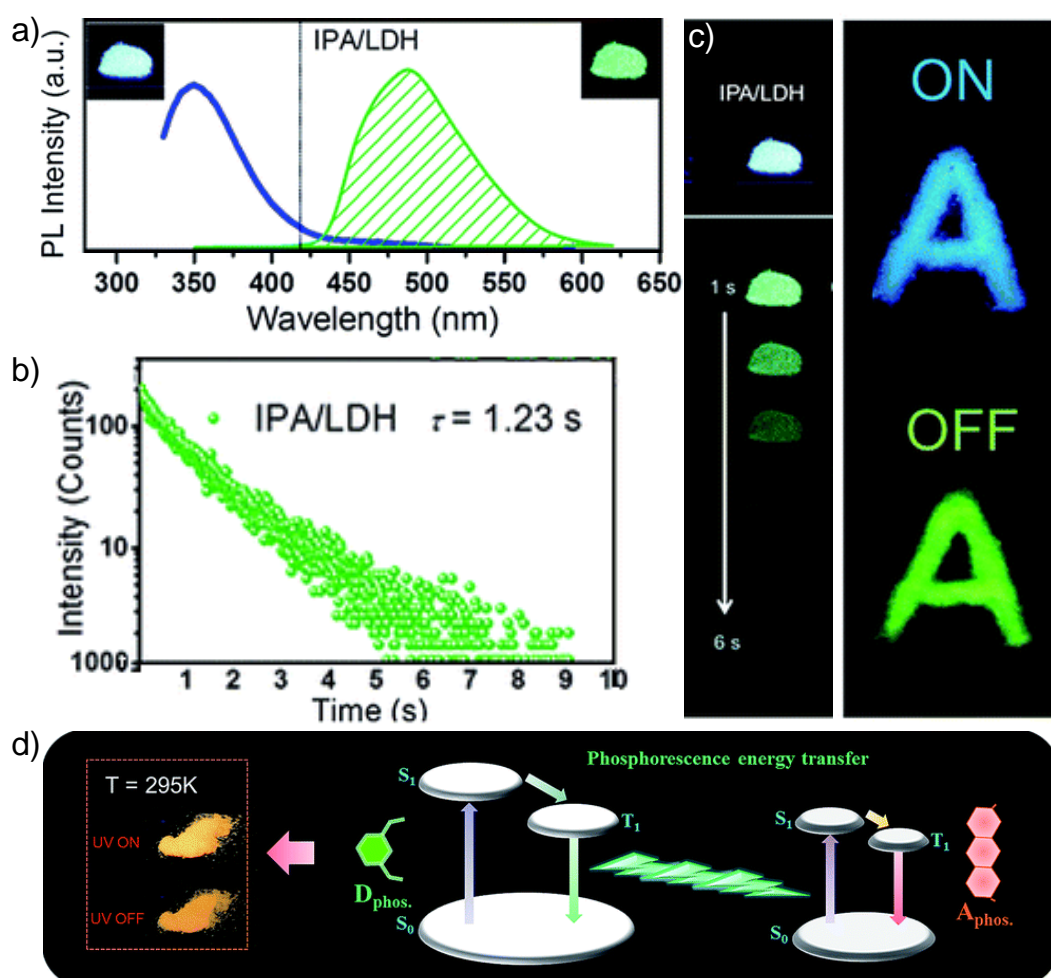 a)
PL Intensity (a.u.)
IPA/LDH
300 350 400 450 500 550 600 650
Wavelength (nm)
b)
Intensity (Counts)
100
10
1000
IPA/LDH τ = 1.23 s
1 2 3 4 5 6 7 8 9 10
Time (s)
c)
IPA/LDH
1 s
6 s
ON
A
OFF
A
d)
T = 295K
UV ON
UV OFF
Phosphorescence energy transfer
S1
T1
S0
Dphos.
S1
T1
S0
Aphos.